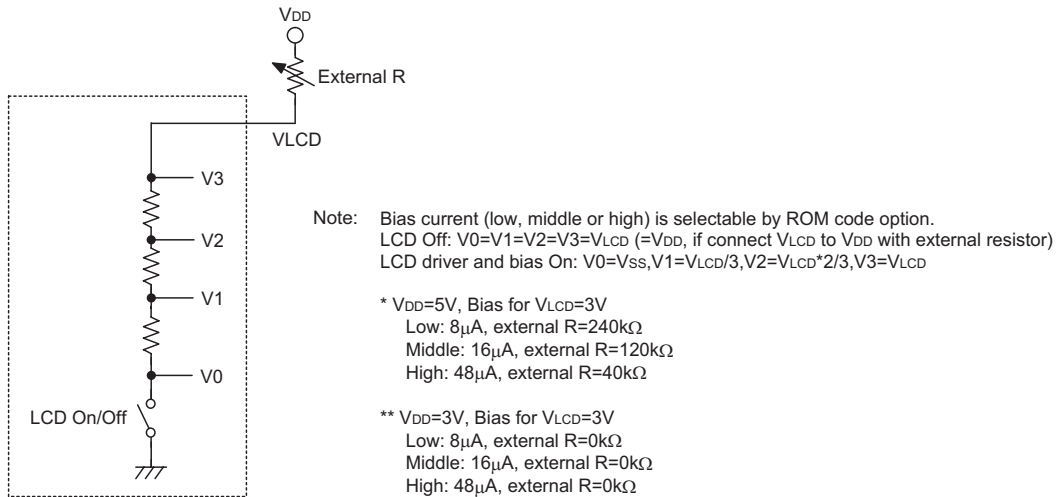 VDD
External R
VLCD
V3
V2
V1
V0
LCD On/Off
Note: Bias current (low, middle or high) is selectable by ROM code option.
LCD Off: V0=V1=V2=V3=VLCD (=VDD, if connect VLCD to VDD with external resistor)
LCD driver and bias On: V0=VSS,V1=VLCD/3,V2=VLCD*2/3,V3=VLCD
* VDD=5V, Bias for VLCD=3V
Low: 8μA, external R=240kΩ
Middle: 16μA, external R=120kΩ
High: 48μA, external R=40kΩ
** VDD=3V, Bias for VLCD=3V
Low: 8μA, external R=0kΩ
Middle: 16μA, external R=0kΩ
High: 48μA, external R=0kΩ